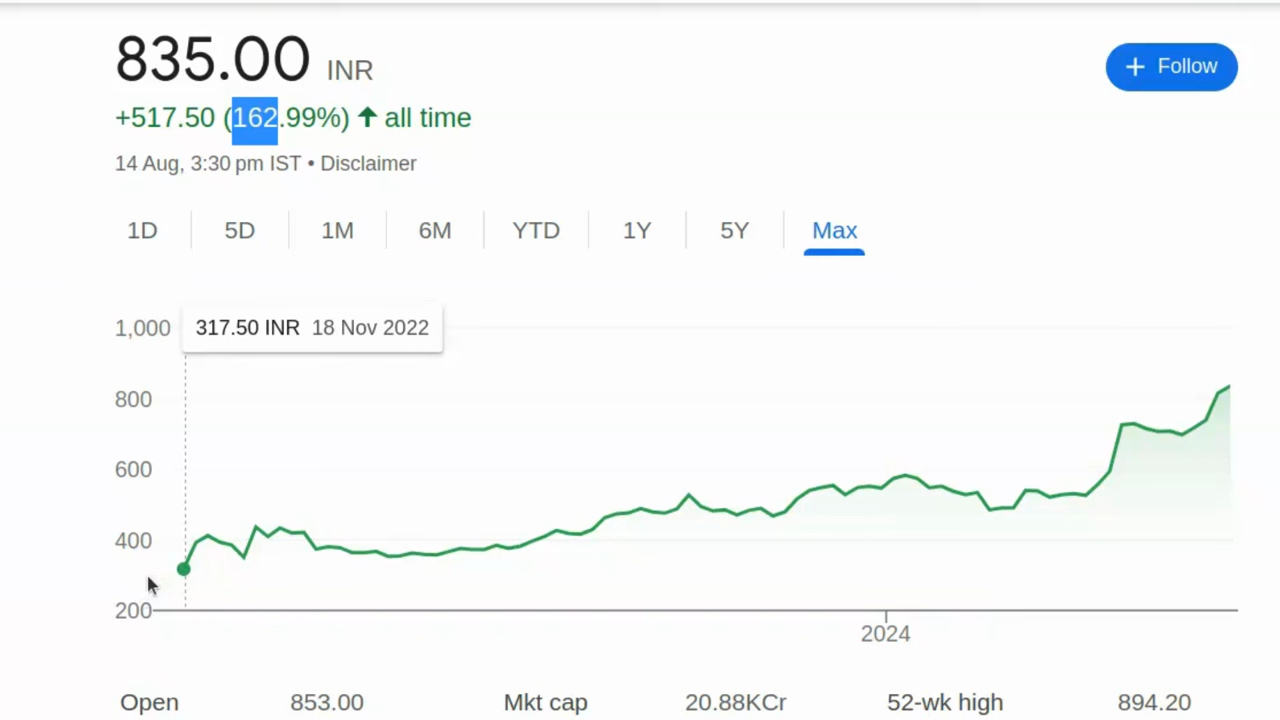 835.00 INR
+ Follow
+517.50 (162.99%) ↑ all time
14 Aug, 3:30 pm IST • Disclaimer
1D 5D 1M 6M YTD 1Y 5Y Max
317.50 INR 18 Nov 2022
1,000
800
600
400
200
2024
Open 853.00 Mkt cap 20.88KCr 52-wk high 894.20